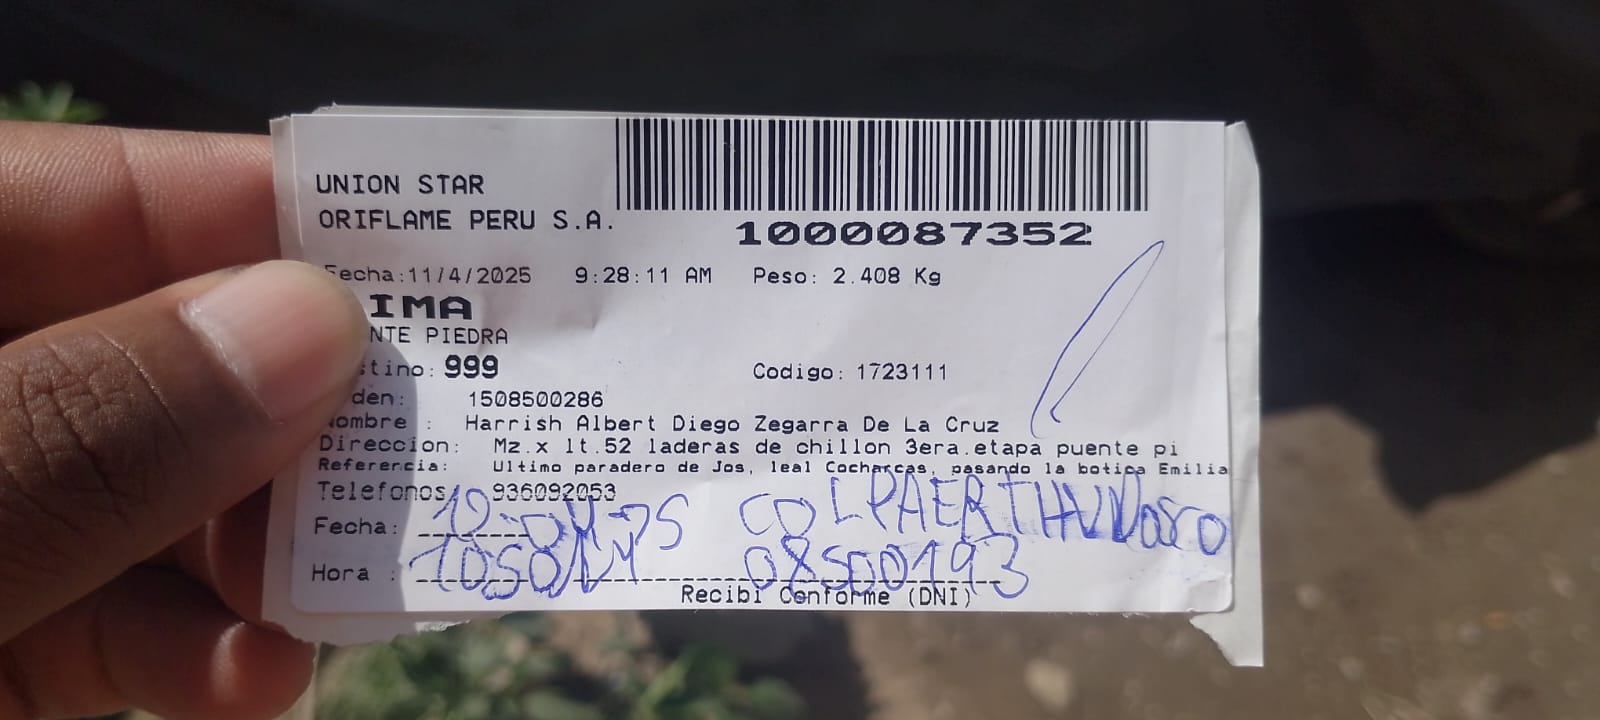 UNION STAR
ORIFLAME PERU S.A.
1000087352
Fecha:11/4/2025 9:28:11 AM Peso: 2.408 Kg
IMA
NTE PIEDRA
tino: 999 Codigo: 1723111
den: 1508500286
ombre : Harrish Albert Diego Zegarra De La Cruz
Direccion: Mz.x lt.52 laderas de chillon 3era.etapa puente pi
Referencia: Ultimo paradero de Jos, leal Cocharcas, pasando la botica Emilia
Telefonos 936092053
Fecha:
Hora : 08500193
Recibi Conforme (DNI)